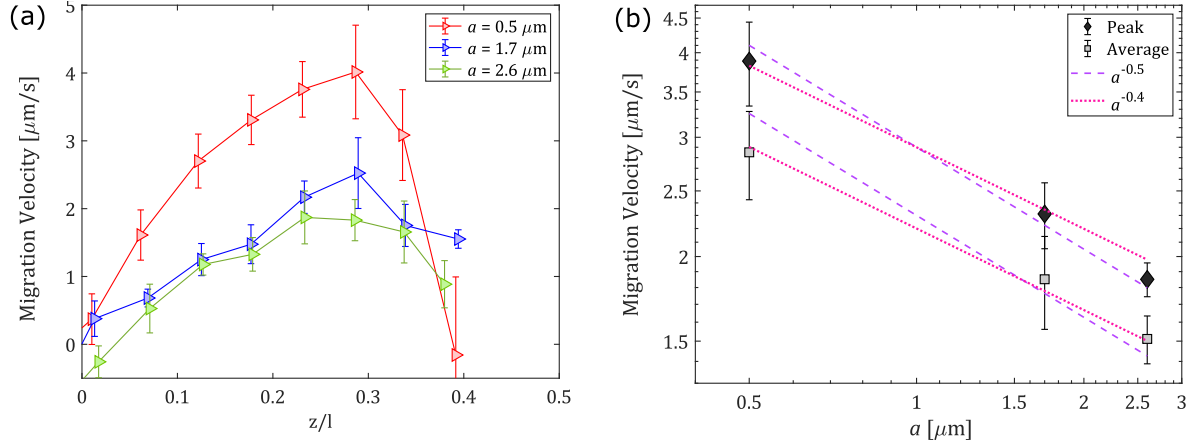 (a)
Migration Velocity [μm/s]
5
4
3
2
1
0
0
0.1
0.2
0.3
0.4
0.5
z/l
a = 0.5 μm
a = 1.7 μm
a = 2.6 μm
(b)
Migration Velocity [μm/s]
4.5
4
3.5
3
2.5
2
1.5
0.5
1
1.5
2
2.5
3
a [μm]
Peak
Average
a^-0.5
a^-0.4